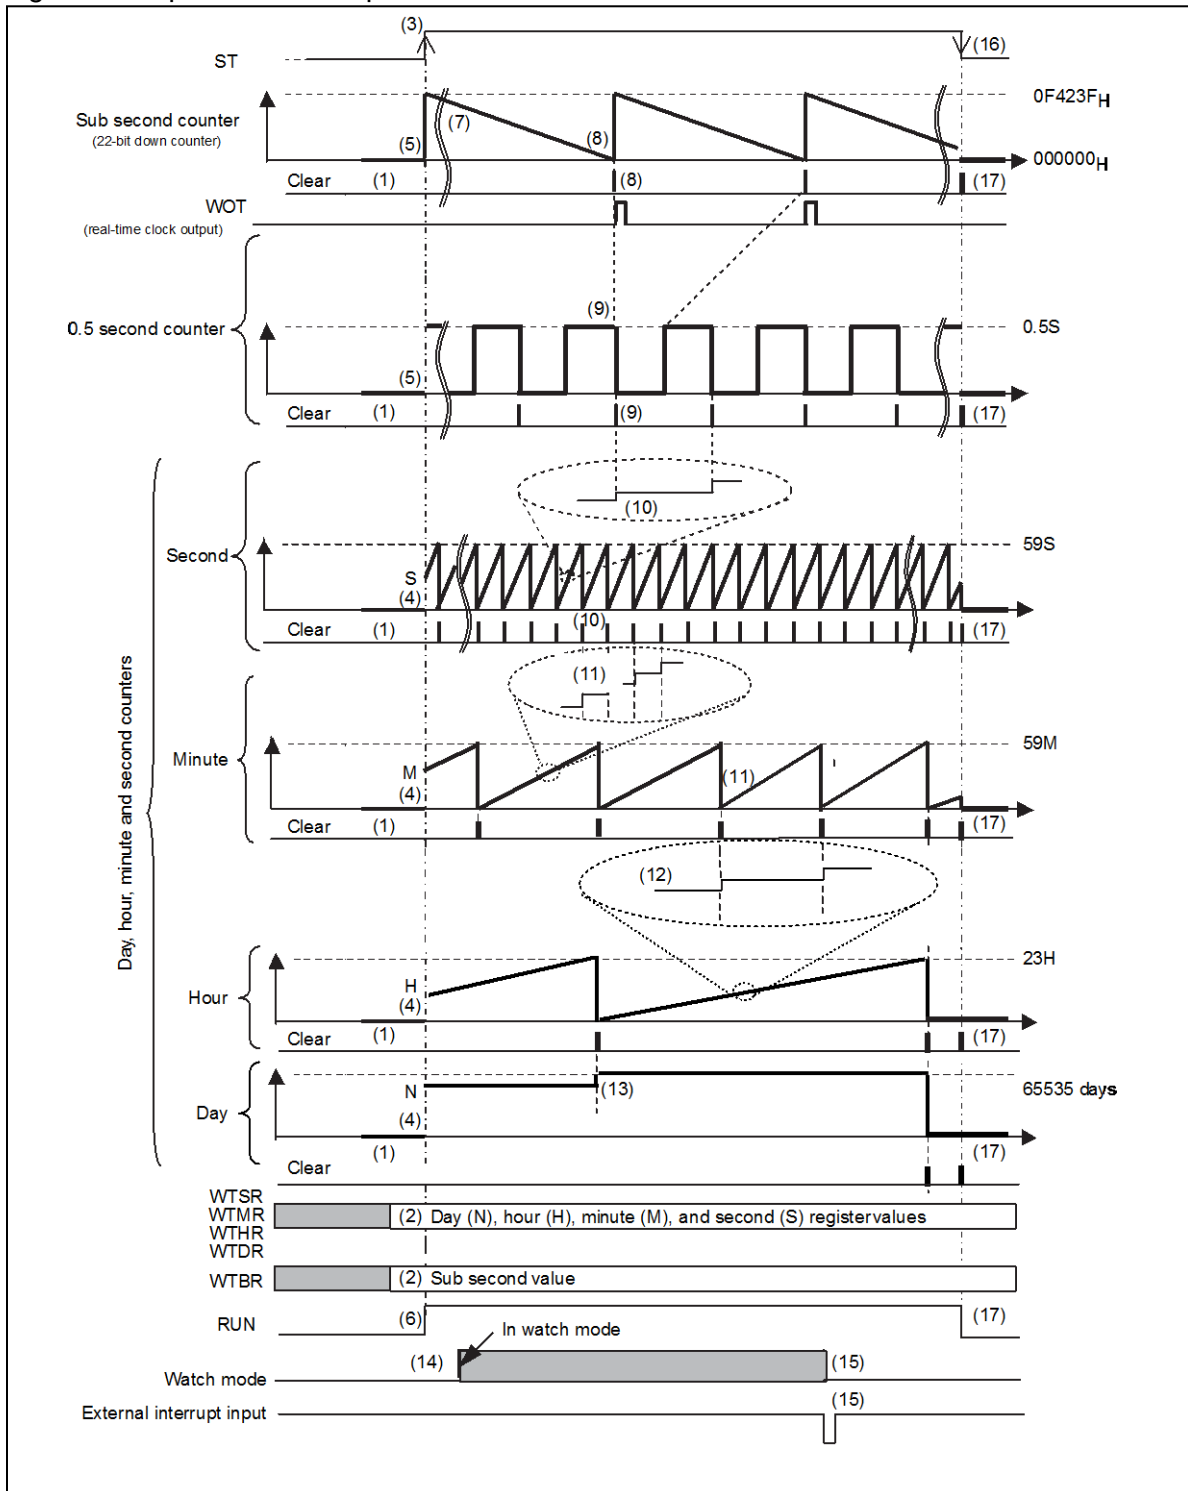 (3)
(16)
ST
0F423FH
Sub second counter
(22-bit down counter)
(7)
(8)
(5)
000000H
Clear (1) (8) (17)
WOT
(real-time clock output)
(9)
0.5 second counter
0.5S
(5)
Clear (1) (9) (17)
(10)
Second
59S
S
(4)
(10)
Clear (1) (17)
(11)
Minute
59M
M
(11)
(4)
Clear (1) (17)
(12)
Day, hour, minute and second counters
23H
Hour
H
(4)
(1) (17)
Clear
N
(13)
65535 days
Day
(4)
(1) (17)
Clear
WTSR
WTMR
WTHR
WTDR
(2) Day (N), hour (H), minute (M), and second (S) register values
WTBR
(2) Sub second value
RUN
(6) (17)
In watch mode
(14) (15)
Watch mode
External interrupt input
(15)